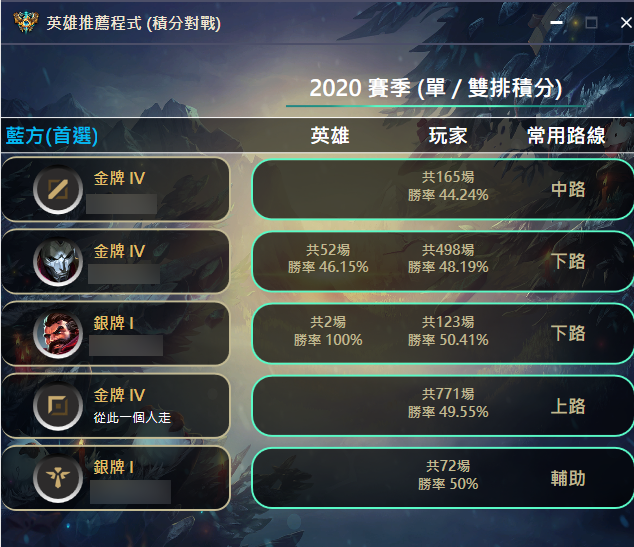 英雄推薦程式 (積分對戰)
2020 賽季 (單 / 雙排積分)
藍方(首選) 英雄 玩家 常用路線
金牌 IV
共165場
勝率 44.24%
中路
金牌 IV
共52場
勝率 46.15%
共498場
勝率 48.19%
下路
銀牌 I
共2場
勝率 100%
共123場
勝率 50.41%
下路
金牌 IV
從此一個人走
共771場
勝率 49.55%
上路
銀牌 I
共72場
勝率 50%
輔助